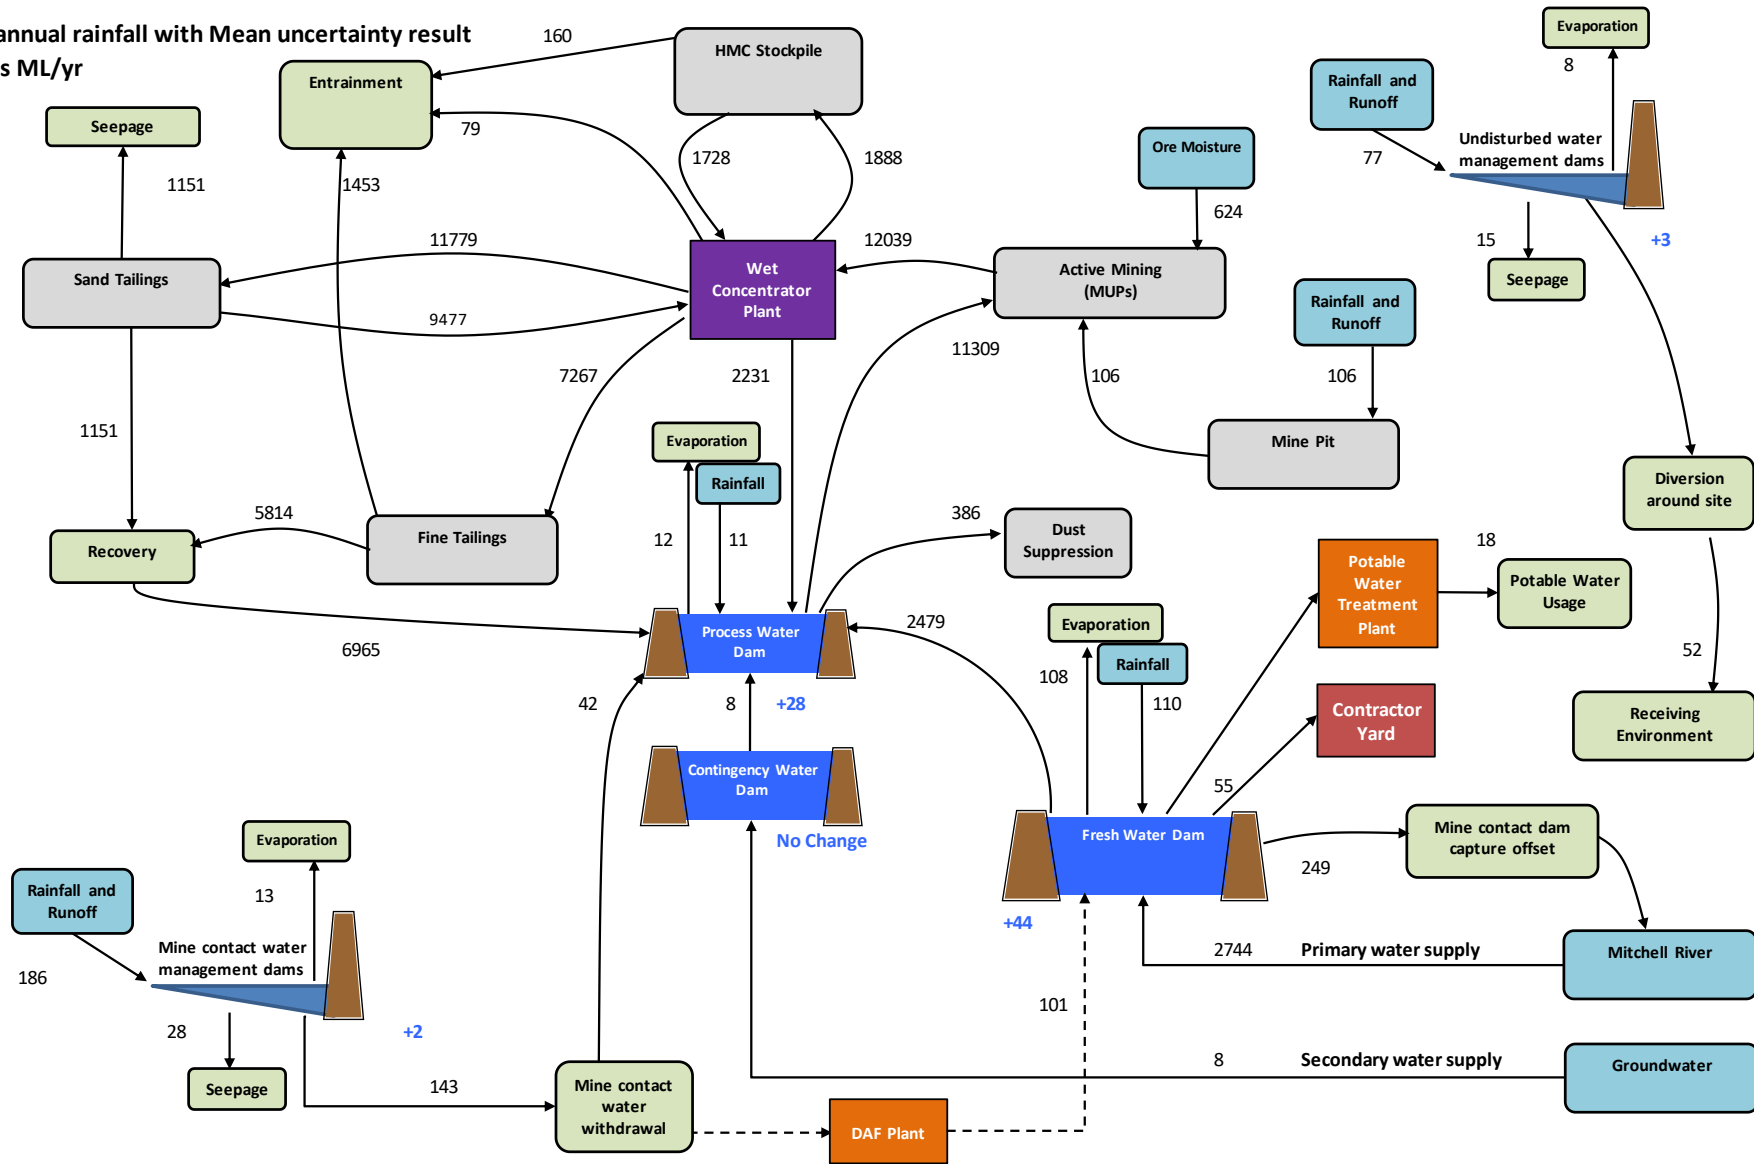 annual rainfall with Mean uncertainty result
s ML/yr
160
HMC Stockpile
Entrainment
Seepage
79
1728
1888
1151
1453
Ore Moisture
624
Rainfall and
Runoff
Evaporation
8
77
Undisturbed water
management dams
15
Seepage
+3
Sand Tailings
11779
9477
Wet
Concentrator
Plant
12039
Active Mining
(MUPs)
Rainfall and
Runoff
11309
106
106
Mine Pit
7267
2231
1151
Evaporation
Rainfall
12
11
5814
Recovery
Fine Tailings
386
Dust
Suppression
Diversion
around site
Potable
Water
Treatment
Plant
18
Potable Water
Usage
52
6965
Process Water
Dam
2479
Evaporation
Rainfall
108
110
42
8
+28
Contractor
Yard
Receiving
Environment
Contingency Water
Dam
No Change
55
Fresh Water Dam
249
Mine contact dam
capture offset
+44
2744
Primary water supply
Mitchell River
Evaporation
13
Rainfall and
Runoff
186
Mine contact water
management dams
28
+2
Seepage
143
Mine contact
water
withdrawal
DAF Plant
101
8
Secondary water supply
Groundwater